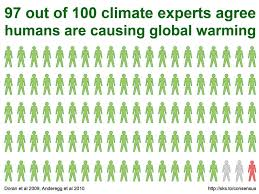 97 out of 100 climate experts agree
humans are causing global warming
Doran et al 2009, Anderegg et al 2010
http://sks.to/consensus